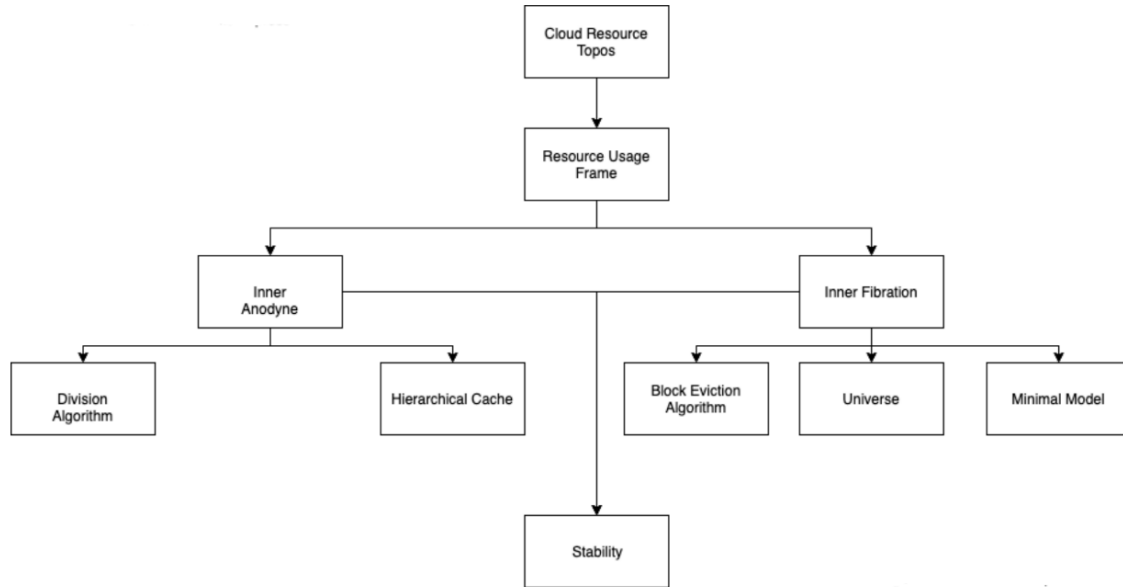 Cloud Resource
Topos
Resource Usage
Frame
Inner
Anodyne
Inner Fibration
Division
Algorithm
Hierarchical Cache
Block Eviction
Algorithm
Universe
Minimal Model
Stability